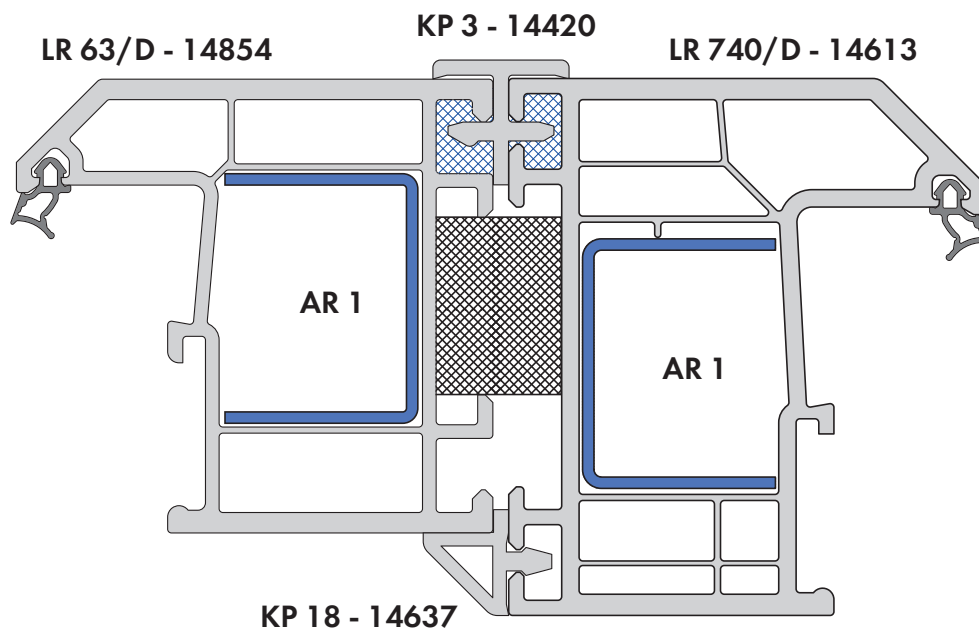 KP 3 - 14420
LR 63/D - 14854
LR 740/D - 14613
AR 1
AR 1
KP 18 - 14637